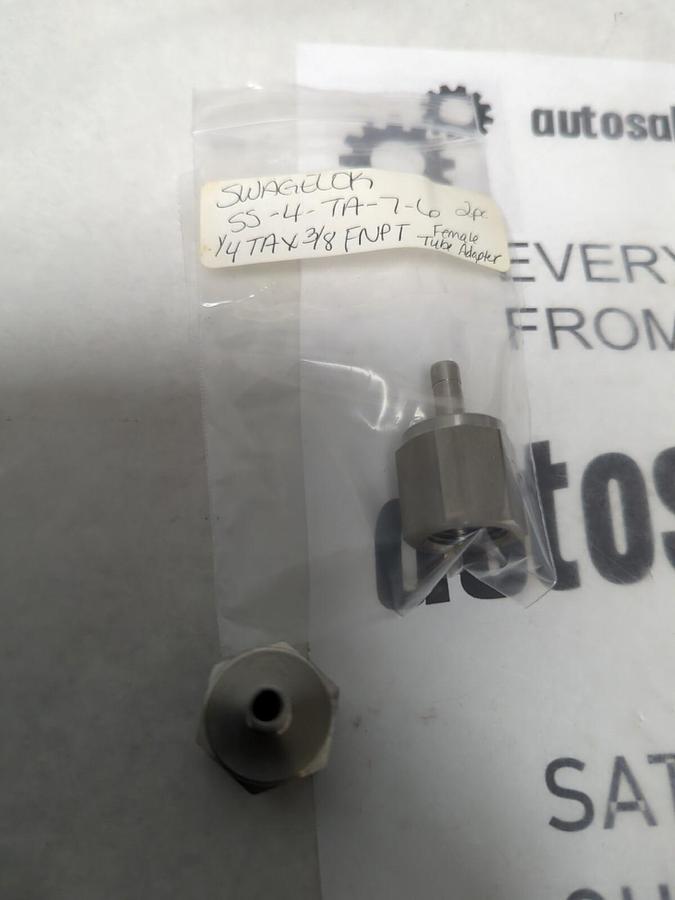 autosal
SWAGELOK
SS-4-TA-7-6 2pc
1/4 TA X 3/8 FNPT Female Tube Adapter
EVERY
FROM
autos
SAT